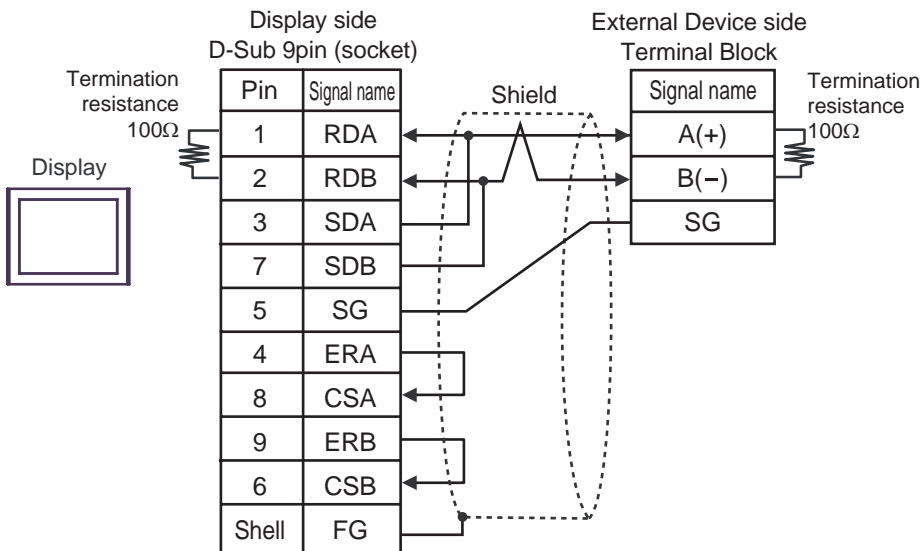 Display side
D-Sub 9pin (socket)
External Device side
Terminal Block
Termination
resistance
100Ω
Pin Signal name
Shield
Signal name
Termination
resistance
100Ω
1 RDA
A(+)
Display
2 RDB
B(−)
3 SDA
SG
7 SDB
5 SG
4 ERA
8 CSA
9 ERB
6 CSB
Shell FG